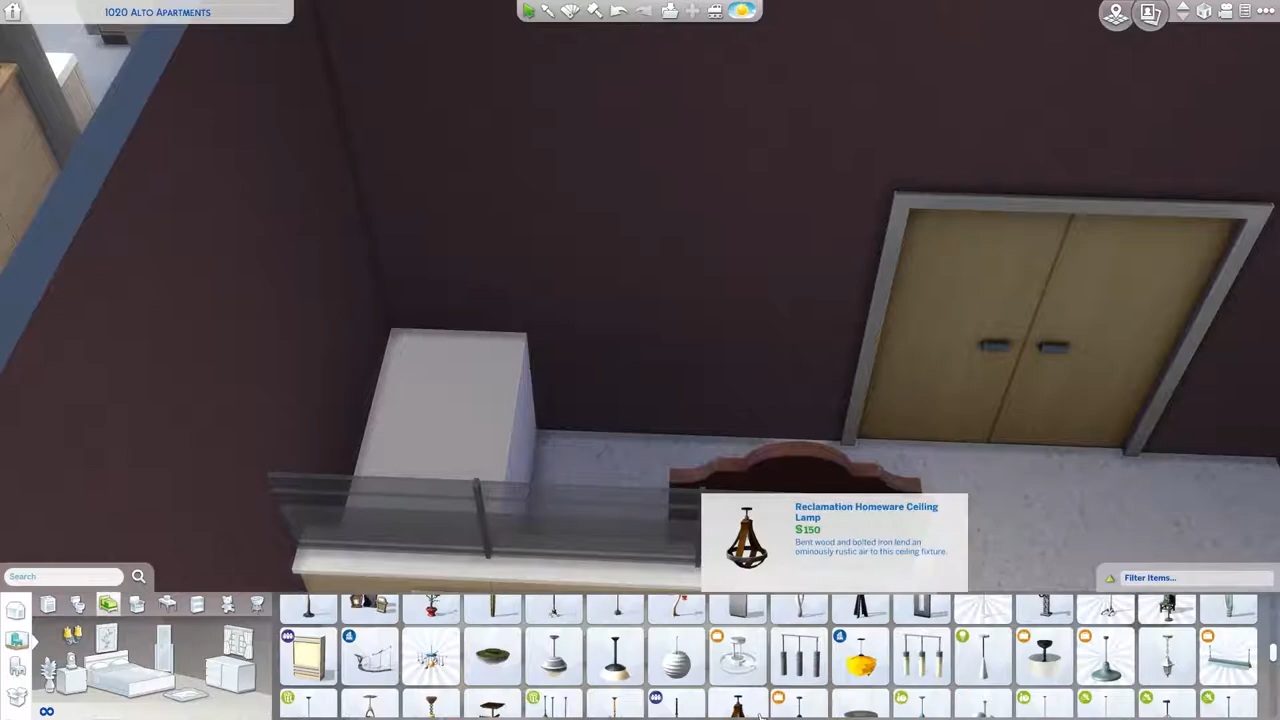 1020 Alto Apartments
Reclamation Homeware Ceiling
Lamp
§150
Bent wood and bolted iron lend an
ominously rustic air to this ceiling fixture.
Search
Filter Items...